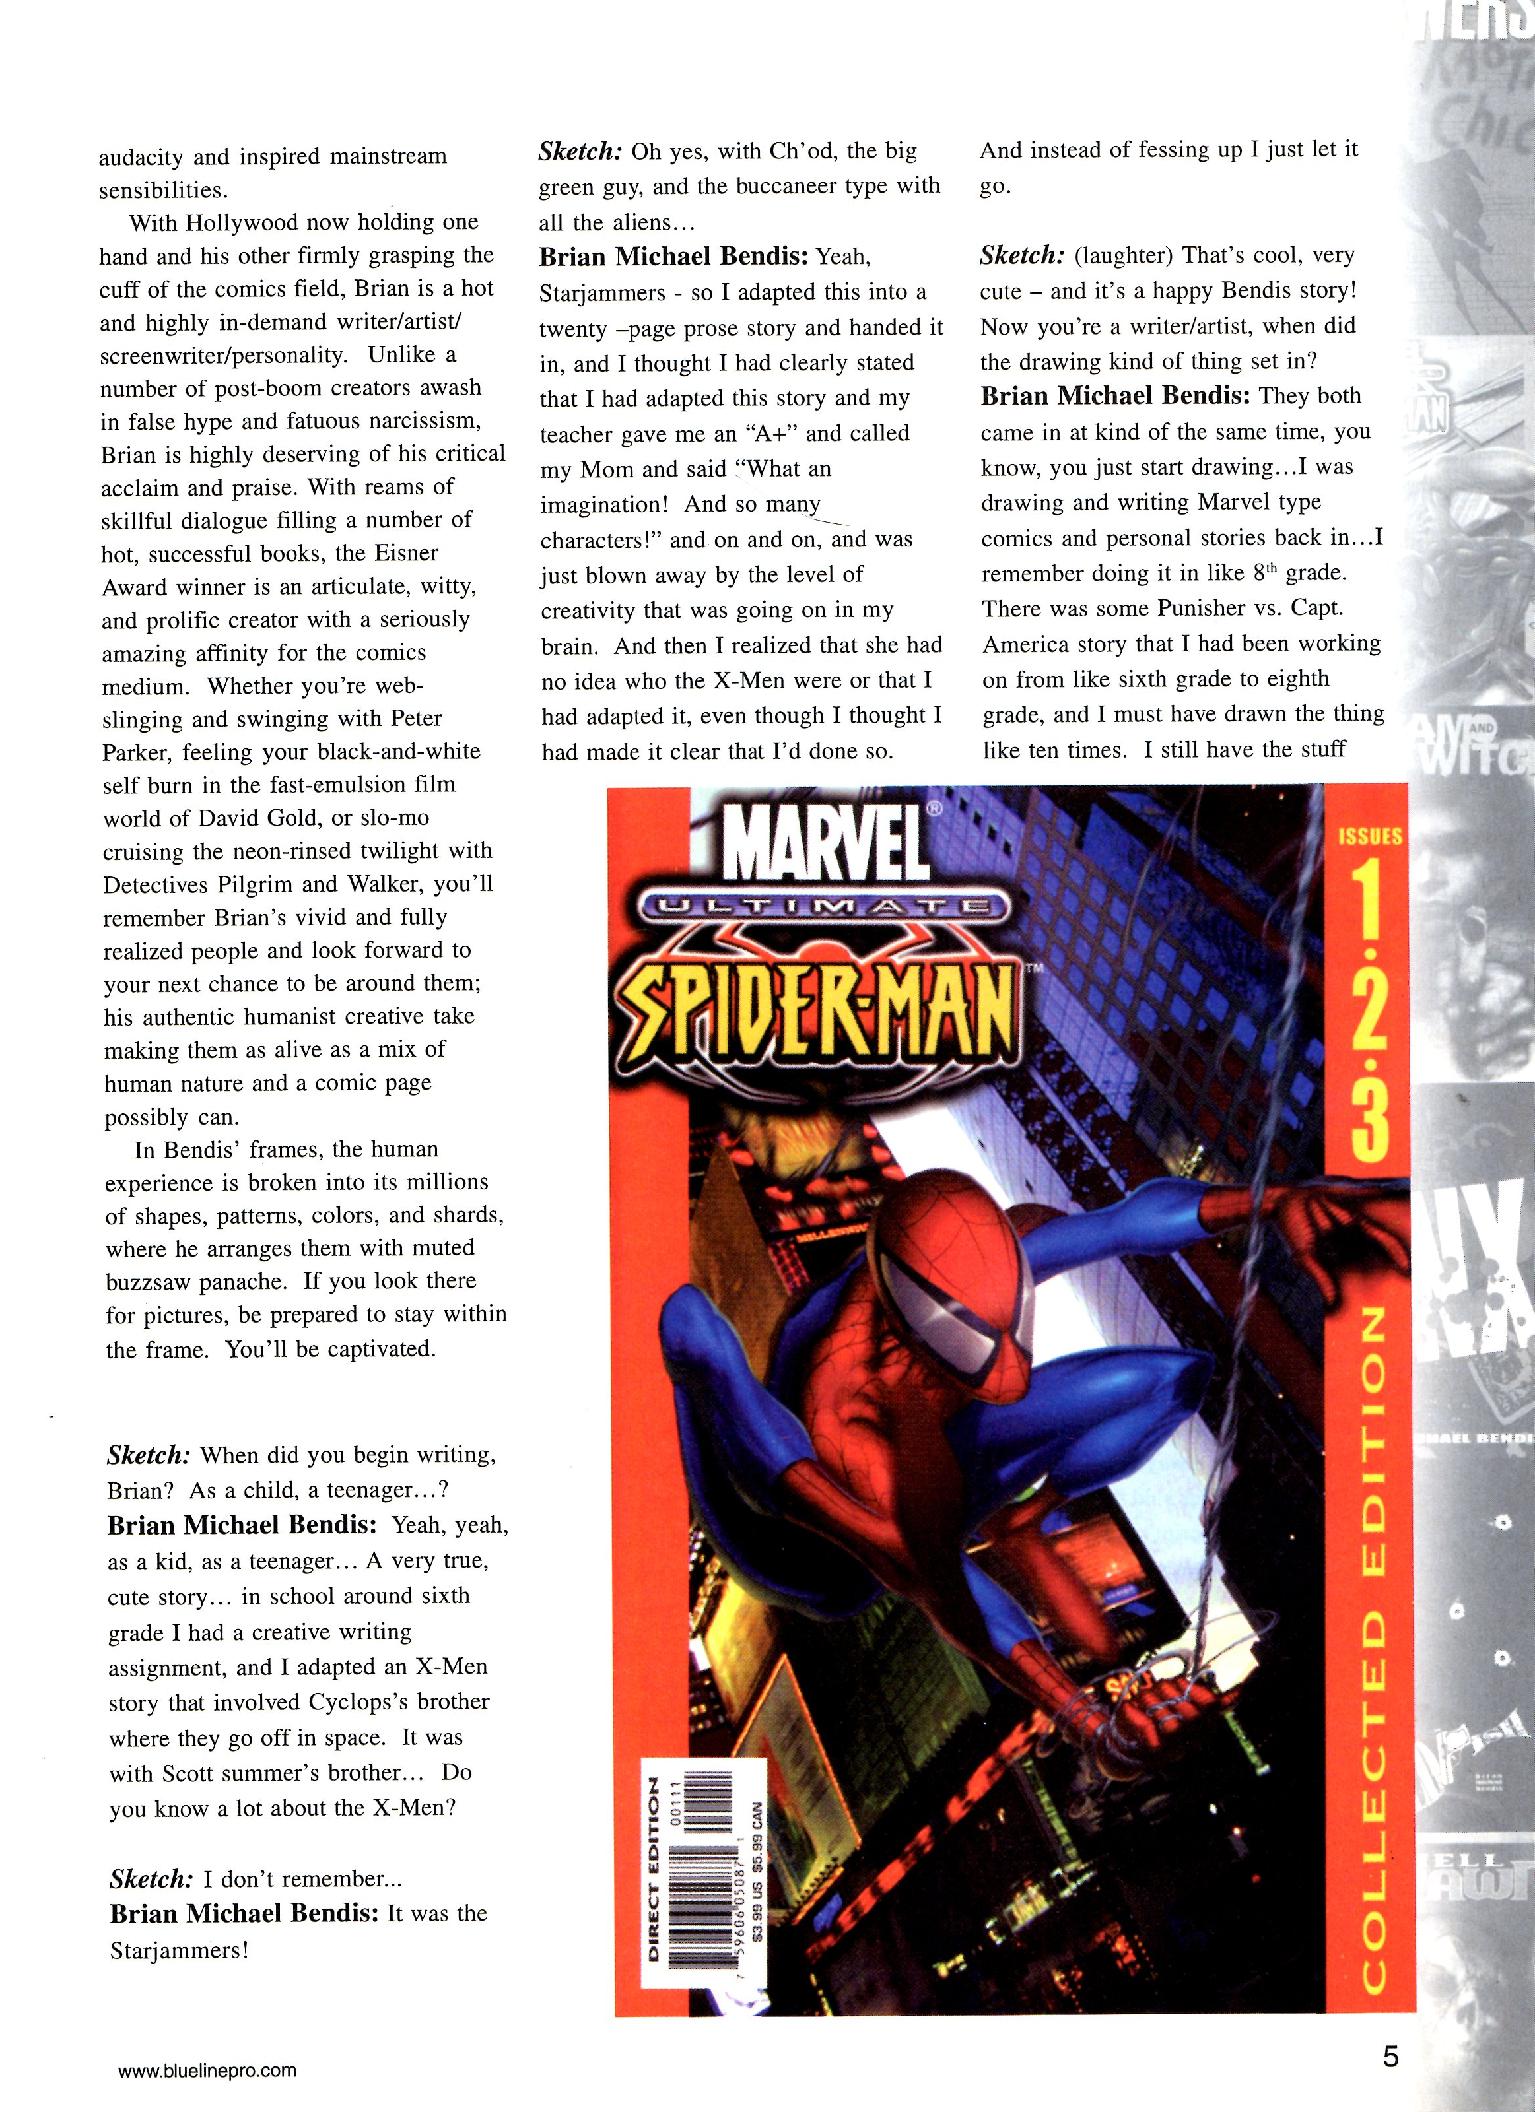 audacity and inspired mainstream
sensibilities.
With Hollywood now holding one
hand and his other firmly grasping the
cuff of the comics field, Brian is a hot
and highly in-demand writer/artist/
screenwriter/personality. Unlike a
number of post-boom creators awash
in false hype and fatuous narcissism,
Brian is highly deserving of his critical
acclaim and praise. With reams of
skillful dialogue filling a number of
hot, successful books, the Eisner
Award winner is an articulate, witty,
and prolific creator with a seriously
amazing affinity for the comics
medium. Whether you're web-
slinging and swinging with Peter
Parker, feeling your black-and-white
self burn in the fast-emulsion film
world of David Gold, or slo-mo
cruising the neon-rinsed twilight with
Detectives Pilgrim and Walker, you'll
remember Brian's vivid and fully
realized people and look forward to
your next chance to be around them;
his authentic humanist creative take
making them as alive as a mix of
human nature and a comic page
possibly can.
In Bendis' frames, the human
experience is broken into its millions
of shapes, patterns, colors, and shards,
where he arranges them with muted
buzzsaw panache. If you look there
for pictures, be prepared to stay within
the frame. You'll be captivated.
Sketch: When did you begin writing,
Brian? As a child, a teenager...?
Brian Michael Bendis: Yeah, yeah,
as a kid, as a teenager... A very true,
cute story... in school around sixth
grade I had a creative writing
assignment, and I adapted an X-Men
story that involved Cyclops's brother
where they go off in space. It was
with Scott summer's brother... Do
you know a lot about the X-Men?
Sketch: I don't remember...
Brian Michael Bendis: It was the
Starjammers!
Sketch: Oh yes, with Ch'od, the big
green guy, and the buccaneer type with
all the aliens...
Brian Michael Bendis: Yeah,
Starjammers - so I adapted this into a
twenty –page prose story and handed it
in, and I thought I had clearly stated
that I had adapted this story and my
teacher gave me an "A+" and called
my Mom and said "What an
imagination! And so many
characters!" and on and on, and was
just blown away by the level of
creativity that was going on in my
brain. And then I realized that she had
no idea who the X-Men were or that I
had adapted it, even though I thought I
had made it clear that I'd done so.
And instead of fessing up I just let it
go.
Sketch: (laughter) That's cool, very
cute – and it's a happy Bendis story!
Now you're a writer/artist, when did
the drawing kind of thing set in?
Brian Michael Bendis: They both
came in at kind of the same time, you
know, you just start drawing...I was
drawing and writing Marvel type
comics and personal stories back in...I
remember doing it in like 8th grade.
There was some Punisher vs. Capt.
America story that I had been working
on from like sixth grade to eighth
grade, and I must have drawn the thing
like ten times. I still have the stuff
MARVEL®
ULTIMATE
SPIDER-MAN™
ISSUES
1·2·3
COLLECTED EDITION
DIRECT EDITION
00111
7 59606 05087 1
$3.99 US $5.99 CAN
www.bluelinepro.com
5